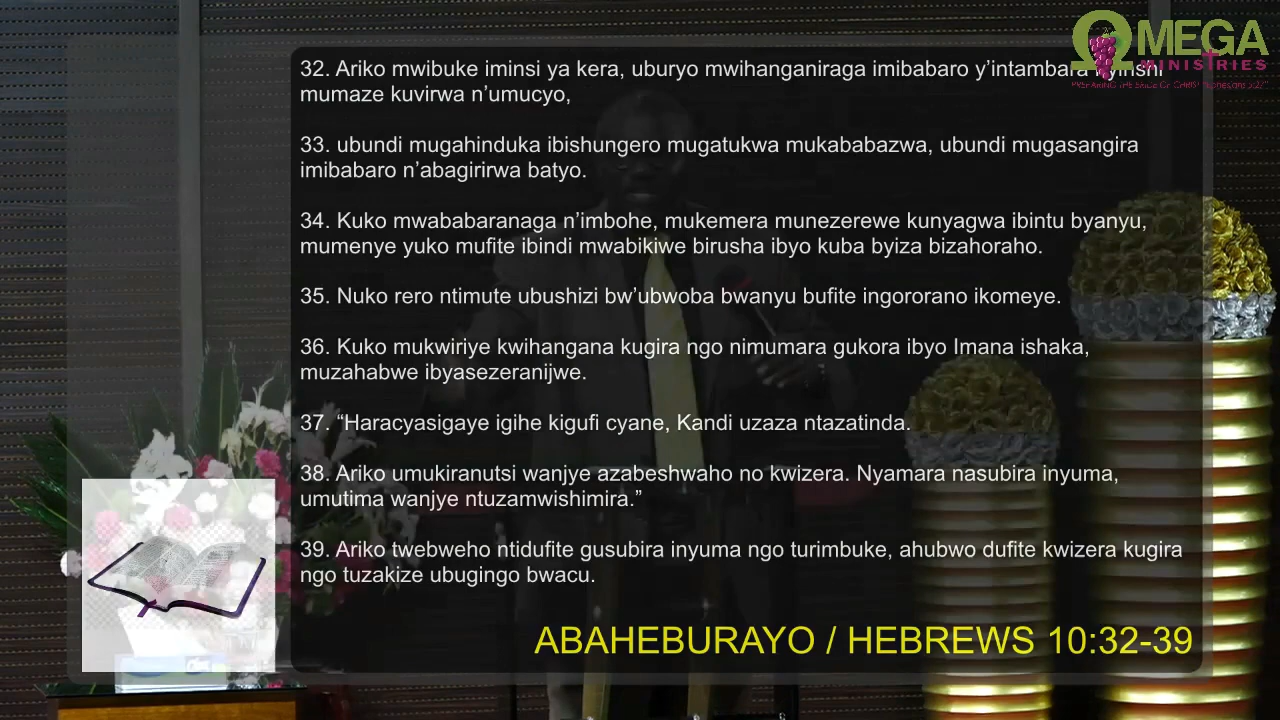 OMEGA
MINISTRIES
PREPARING THE BRIDE OF CHRIST
32. Ariko mwibuke iminsi ya kera, uburyo mwihanganiraga imibabaro y’intambara
mumaze kuvirwa n’umucyo,
33. ubundi mugahinduka ibishungero mugatukwa mukababazwa, ubundi mugasangira
imibabaro n’abagirirwa batyo.
34. Kuko mwababaranaga n’imbohe, mukemera munezerewe kunyagwa ibintu byanyu,
mumenye yuko mufite ibindi mwabikiwe birusha ibyo kuba byiza bizahoraho.
35. Nuko rero ntimute ubushizi bw’ubwoba bwanyu bufite ingororano ikomeye.
36. Kuko mukwiriye kwihangana kugira ngo nimumara gukora ibyo Imana ishaka,
muzahabwe ibyasezeranijwe.
37. “Haracyasigaye igihe kigufi cyane, Kandi uzaza ntazatinda.
38. Ariko umukiranutsi wanjye azabeshwaho no kwizera. Nyamara nasubira inyuma,
umutima wanjye ntuzamwishimira.”
39. Ariko twebweho ntidufite gusubira inyuma ngo turimbuke, ahubwo dufite kwizera kugira
ngo tuzakize ubugingo bwacu.
ABAHEBURAYO / HEBREWS 10:32-39